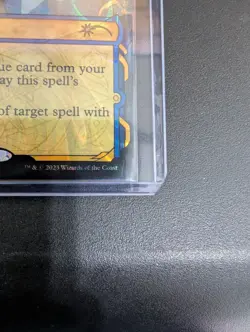 ue card from your
ay this spell's
of target spell with
™ & © 2023 Wizards of the Coast